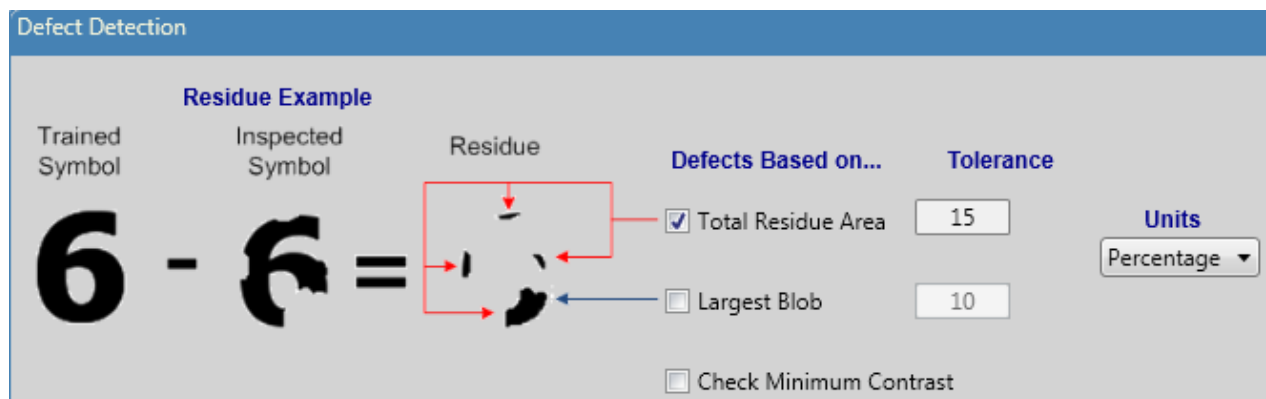 Defect Detection
Residue Example
Trained
Symbol
Inspected
Symbol
Residue
6 - 6 =
Defects Based on...
Tolerance
Total Residue Area
15
Largest Blob
10
Check Minimum Contrast
Units
Percentage